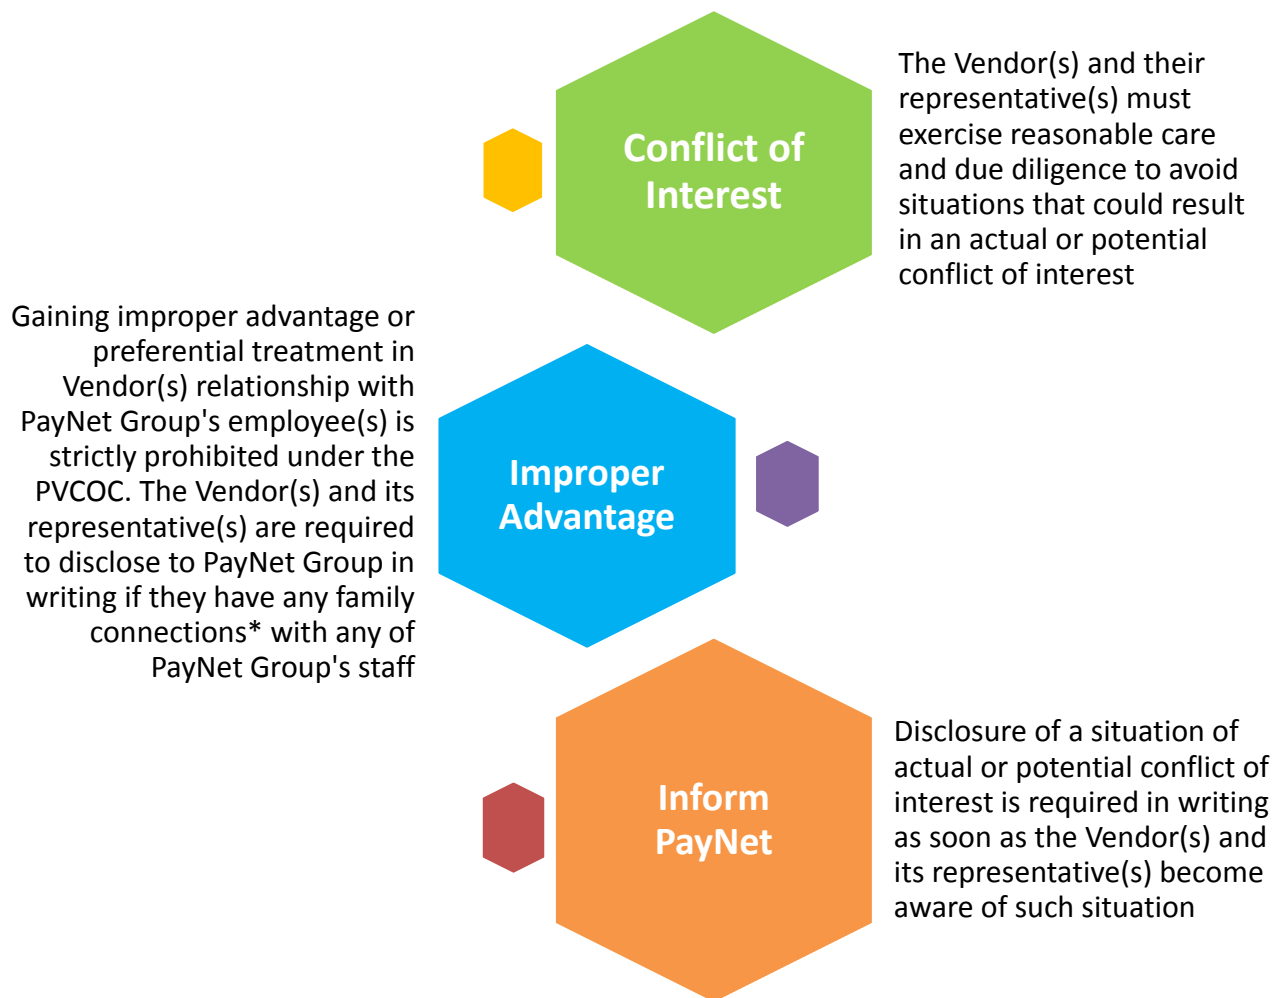 Conflict of
Interest
The Vendor(s) and their
representative(s) must
exercise reasonable care
and due diligence to avoid
situations that could result
in an actual or potential
conflict of interest
Gaining improper advantage or
preferential treatment in
Vendor(s) relationship with
PayNet Group's employee(s) is
strictly prohibited under the
PVCOC. The Vendor(s) and its
representative(s) are required
to disclose to PayNet Group in
writing if they have any family
connections* with any of
PayNet Group's staff
Improper
Advantage
Inform
PayNet
Disclosure of a situation of
actual or potential conflict of
interest is required in writing
as soon as the Vendor(s) and
its representative(s) become
aware of such situation